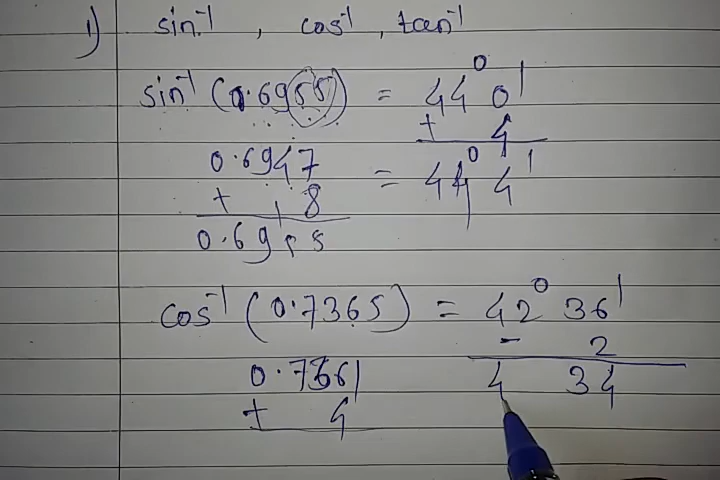 1) sin⁻¹ , cos⁻¹ , tan⁻¹
sin⁻¹ (0.6955) = 44° 0'
+ 4
0.6947 = 44° 4'
+ 8
0.6955
cos⁻¹ (0.7365) = 42° 36'
- 2
0.7361 4 34
+ 4